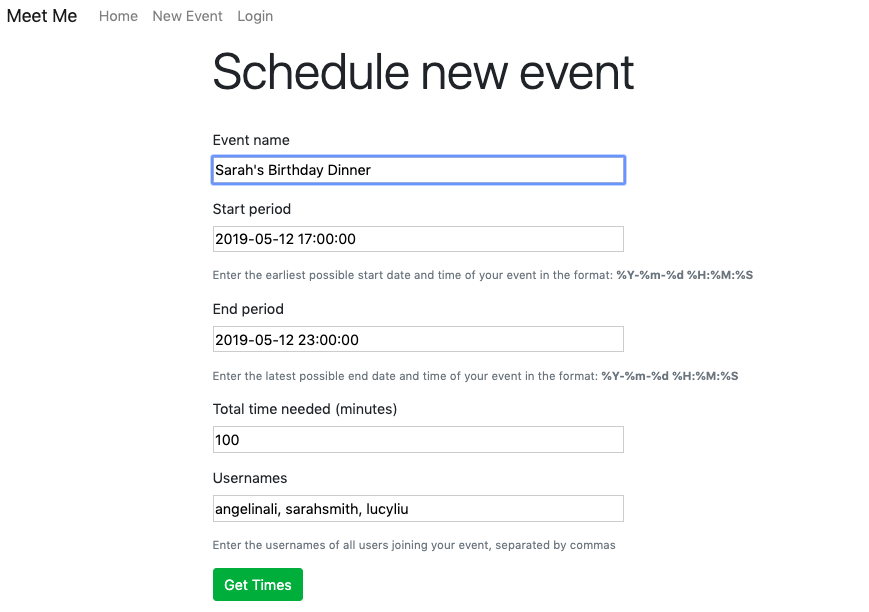 Meet Me Home New Event Login
Schedule new event
Event name
Sarah's Birthday Dinner
Start period
2019-05-12 17:00:00
Enter the earliest possible start date and time of your event in the format: %Y-%m-%d %H:%M:%S
End period
2019-05-12 23:00:00
Enter the latest possible end date and time of your event in the format: %Y-%m-%d %H:%M:%S
Total time needed (minutes)
100
Usernames
angelinali, sarahsmith, lucyliu
Enter the usernames of all users joining your event, separated by commas
Get Times